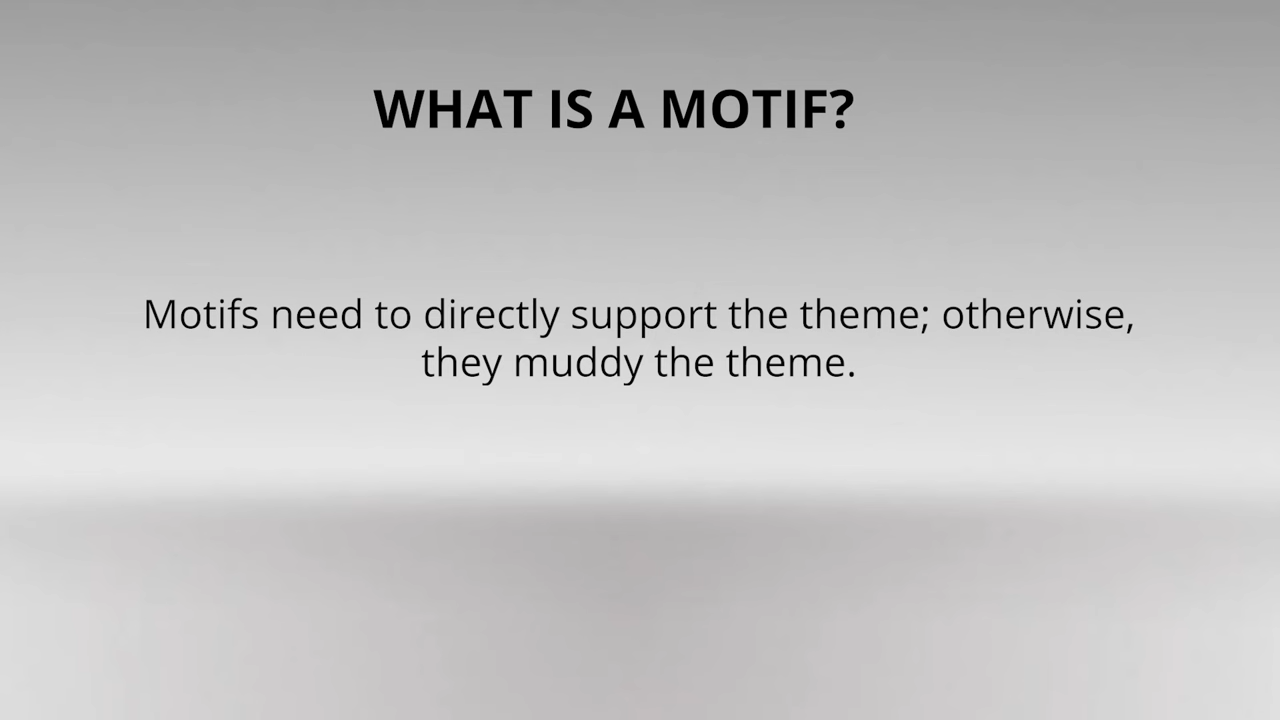 WHAT IS A MOTIF?
Motifs need to directly support the theme; otherwise,
they muddy the theme.